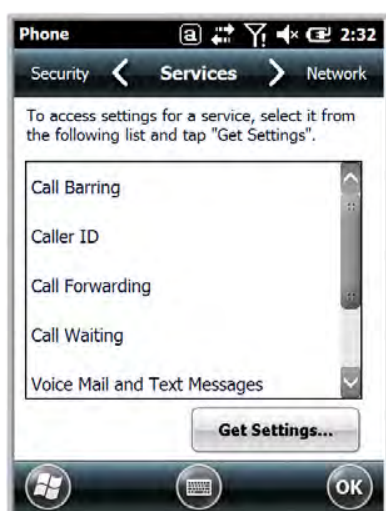 Phone a 2:32
Security Services Network
To access settings for a service, select it from
the following list and tap "Get Settings".
Call Barring
Caller ID
Call Forwarding
Call Waiting
Voice Mail and Text Messages
Get Settings...
OK